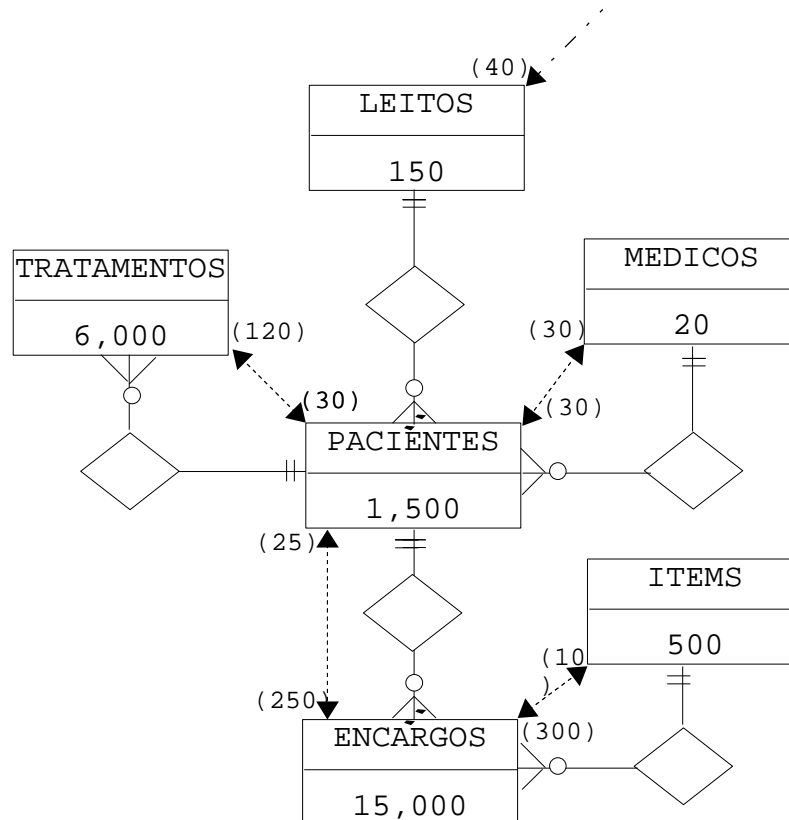 (40)
LEITOS
150
TRATAMENTOS
6,000
MEDICOS
20
(120)
(30)
(30)
(30)
PACIENTES
1,500
(25)
(250)
ITEMS
500
(10
)
(300)
ENCARGOS
15,000